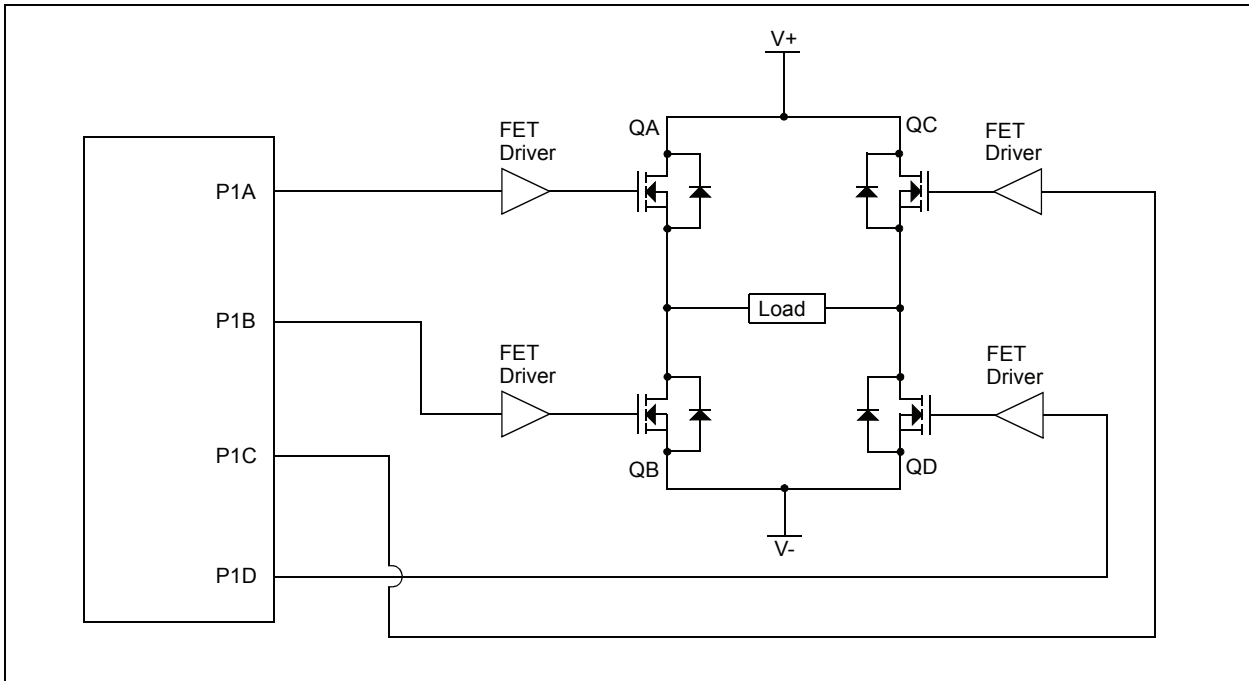 V+
QA
QC
FET
Driver
FET
Driver
P1A
Load
P1B
FET
Driver
FET
Driver
P1C
QB
QD
V-
P1D